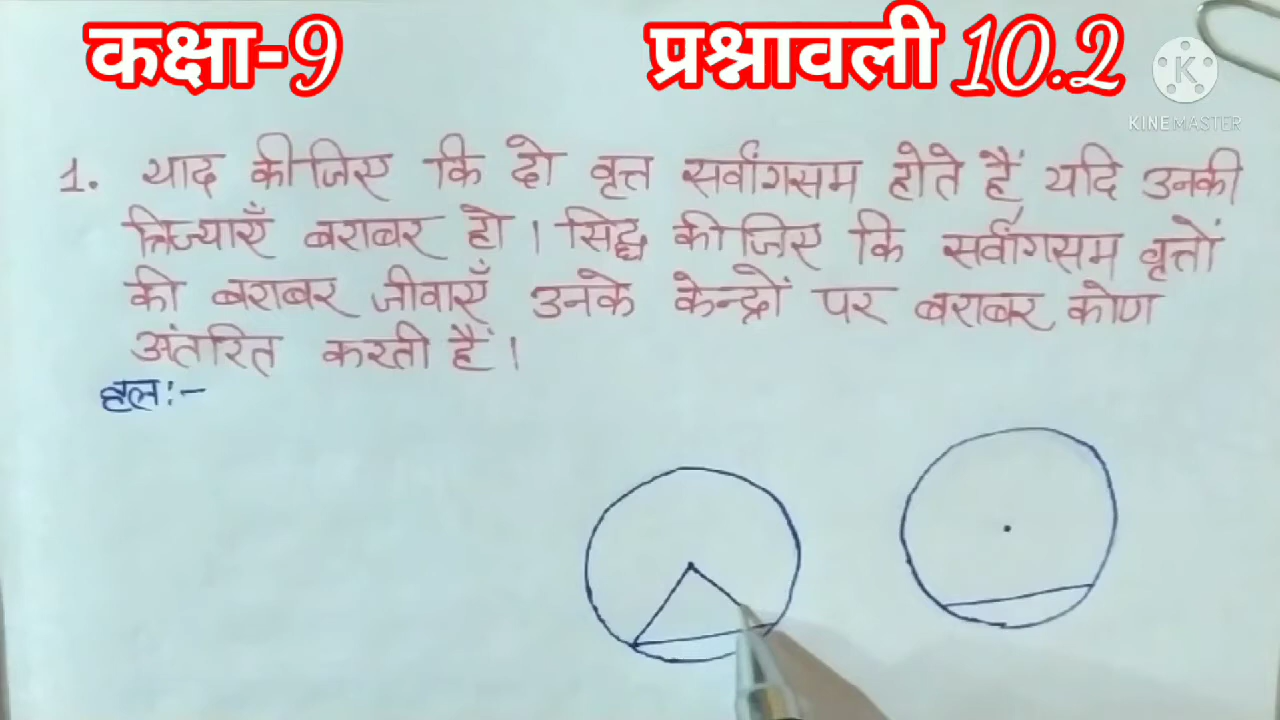 कक्षा-9 प्रश्नावली 10.2
K
KINEMASTER
1. याद कीजिए कि दो वृत्त सर्वांगसम होते हैं यदि उनकी
त्रिज्याएँ बराबर हो। सिद्ध कीजिए कि सर्वांगसम वृत्तों
की बराबर जीवाएँ उनके केन्द्रों पर बराबर कोण
अंतरित करती हैं।
हल:-